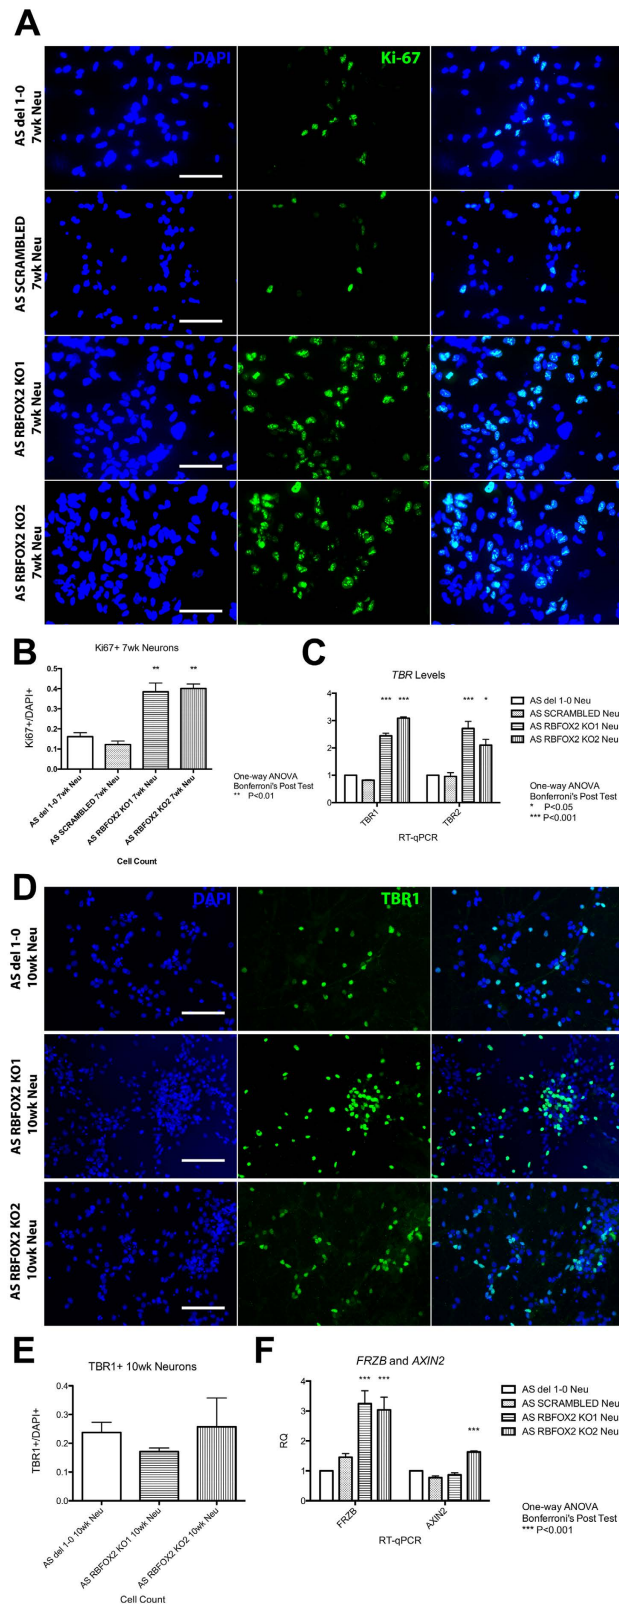 A
DAPI
Ki-67
AS del 1-0
7wk Neu
AS SCRAMBLED
7wk Neu
AS RBFOX2 KO1
7wk Neu
AS RBFOX2 KO2
7wk Neu
B
Ki67+ 7wk Neurons
Ki67+/DAPI+
0.5
0.4
0.3
0.2
0.1
0.0
**
**
AS del 1-0 7wk Neu
AS SCRAMBLED 7wk Neu
AS RBFOX2 KO1 7wk Neu
AS RBFOX2 KO2 7wk Neu
Cell Count
One-way ANOVA
Bonferroni's Post Test
** P<0.01
C
TBR Levels
RQ
4
3
2
1
0
***
***
***
*
TBR1
TBR2
RT-qPCR
AS del 1-0 Neu
AS SCRAMBLED Neu
AS RBFOX2 KO1 Neu
AS RBFOX2 KO2 Neu
One-way ANOVA
Bonferroni's Post Test
* P<0.05
*** P<0.001
D
DAPI
TBR1
AS del 1-0
10wk Neu
AS RBFOX2 KO1
10wk Neu
AS RBFOX2 KO2
10wk Neu
E
TBR1+ 10wk Neurons
TBR1+/DAPI+
0.4
0.3
0.2
0.1
0.0
AS del 1-0 10wk Neu
AS RBFOX2 KO1 10wk Neu
AS RBFOX2 KO2 10wk Neu
Cell Count
F
FRZB and AXIN2
RQ
4
3
2
1
0
***
***
***
FRZB
AXIN2
RT-qPCR
AS del 1-0 Neu
AS SCRAMBLED Neu
AS RBFOX2 KO1 Neu
AS RBFOX2 KO2 Neu
One-way ANOVA
Bonferroni's Post Test
*** P<0.001